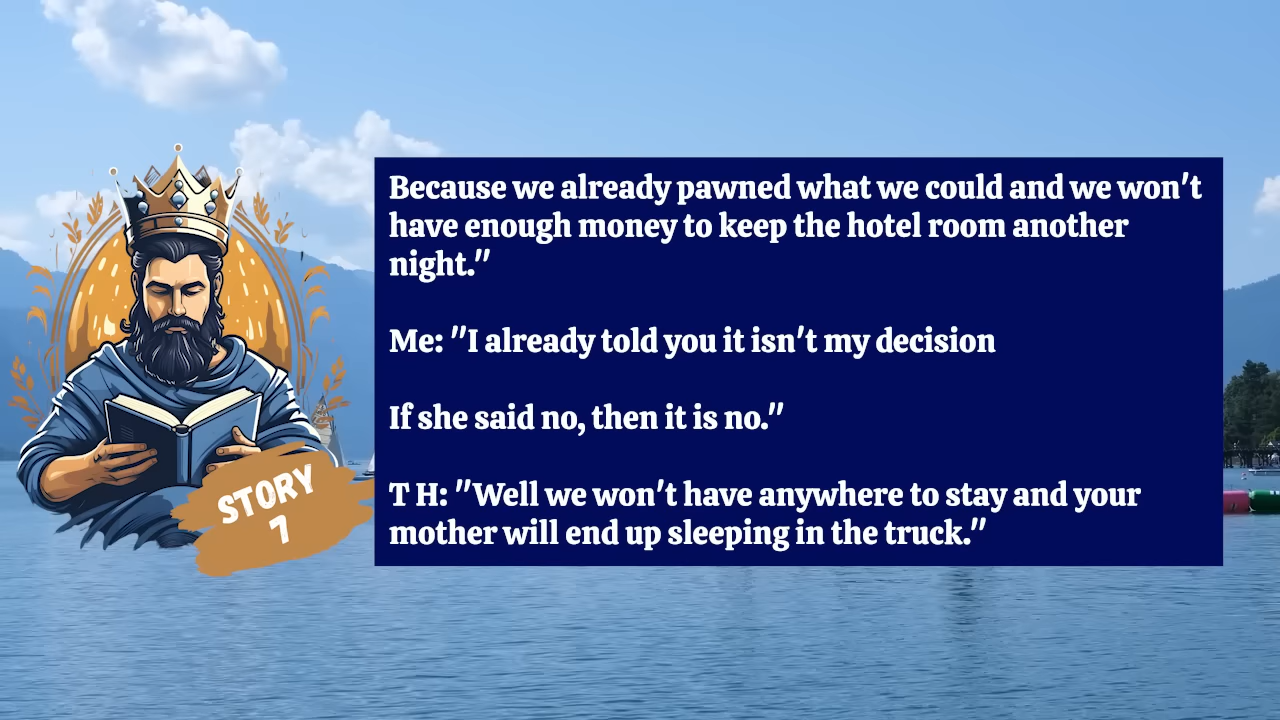 Because we already pawned what we could and we won't
have enough money to keep the hotel room another
night."
Me: "I already told you it isn't my decision
If she said no, then it is no."
T H: "Well we won't have anywhere to stay and your
mother will end up sleeping in the truck."
STORY
7